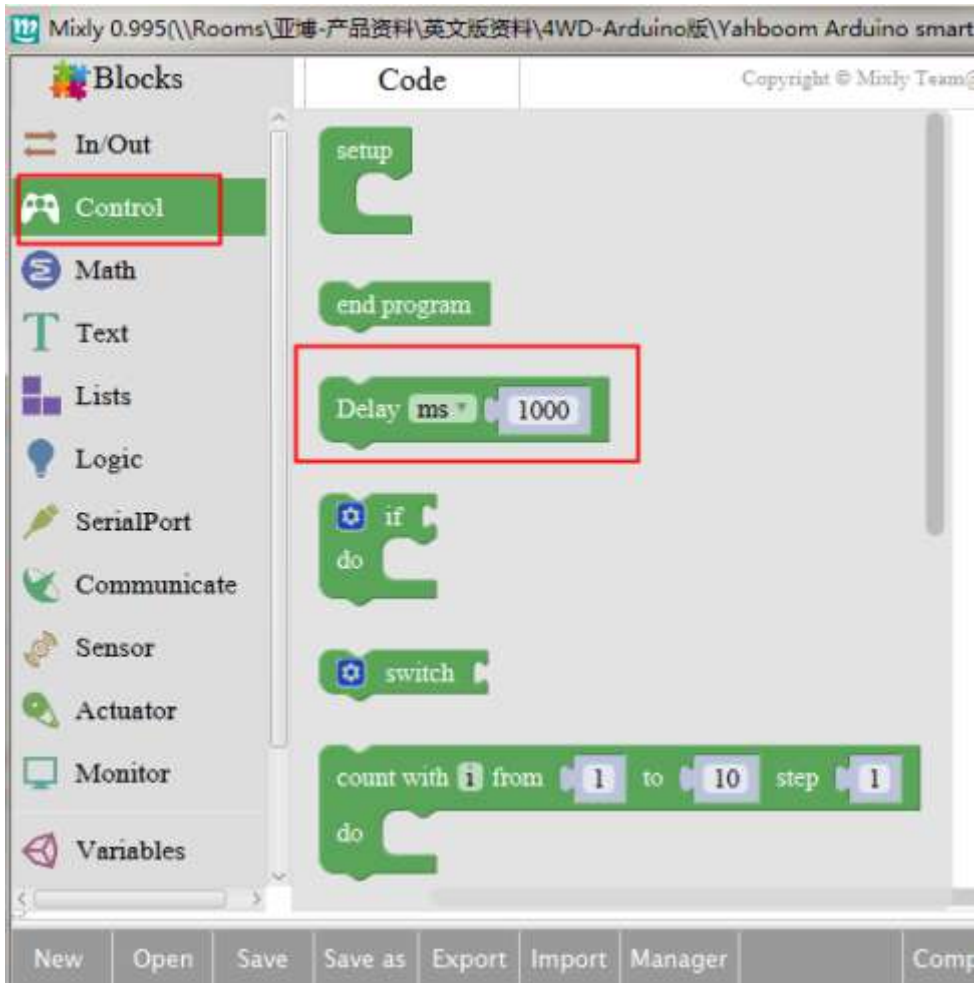 Mixly 0.995(\\Rooms\亚博-产品资料\英文版资料\4WD-Arduino版\Yahboom Arduino smart
Blocks
Code
Copyright © Mixly Team@
In/Out
Control
Math
Text
Lists
Logic
SerialPort
Communicate
Sensor
Actuator
Monitor
Variables
setup
end program
Delay ms 1000
if
do
switch
count with i from 1 to 10 step 1
do
New Open Save Save as Export Import Manager Comp